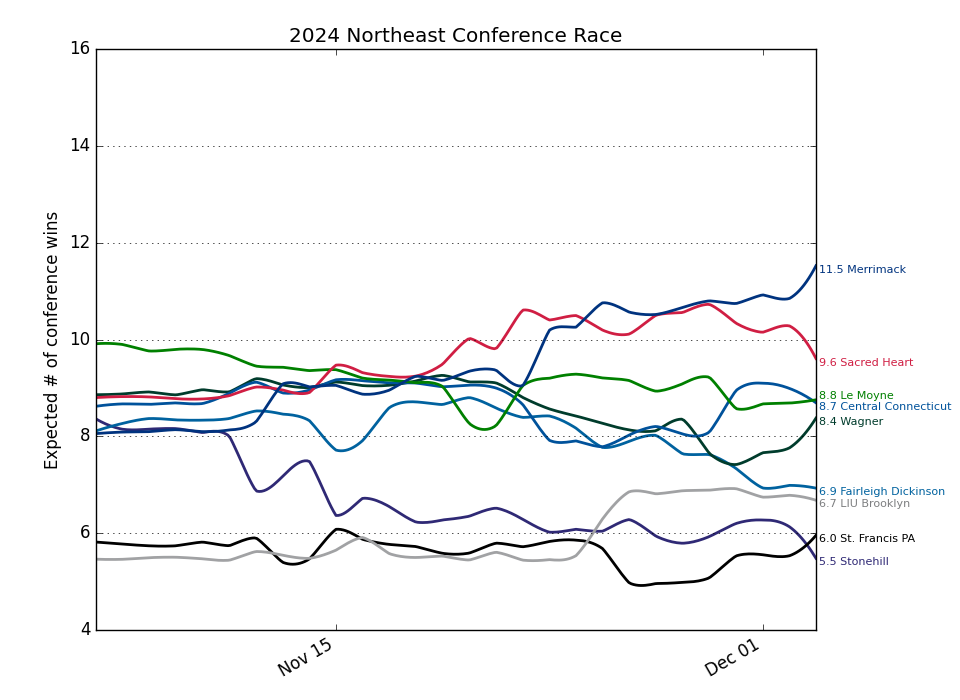 2024 Northeast Conference Race
Expected # of conference wins
16
14
12
10
8
6
4
Nov 15
Dec 01
11.5 Merrimack
9.6 Sacred Heart
8.8 Le Moyne
8.7 Central Connecticut
8.4 Wagner
6.9 Fairleigh Dickinson
6.7 LIU Brooklyn
6.0 St. Francis PA
5.5 Stonehill